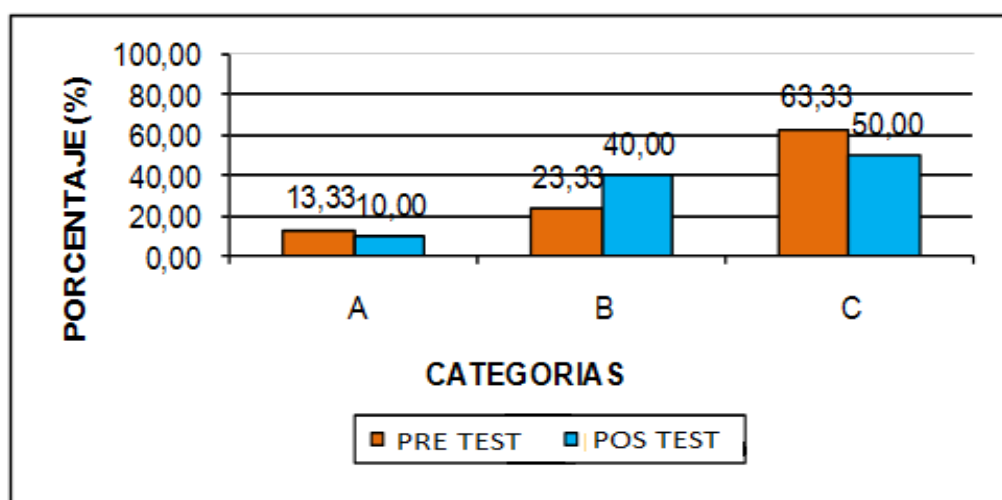 PORCENTAJE (%)
100,00
80,00
60,00
40,00
20,00
0,00
13,33
10,00
23,33
40,00
63,33
50,00
A
B
C
CATEGORIAS
PRE TEST
POS TEST